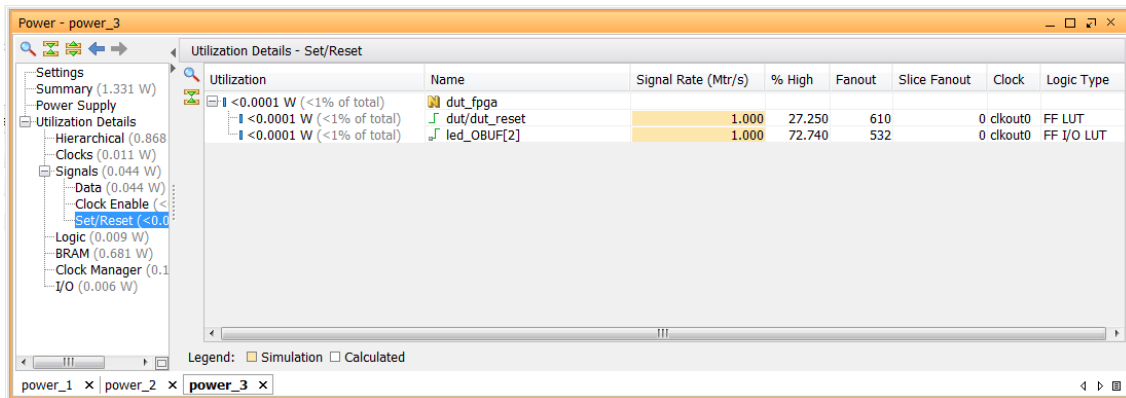 Power - power_3
Utilization Details - Set/Reset
Settings
Summary (1.331 W)
Power Supply
Utilization Details
Hierarchical (0.868
Clocks (0.011 W)
Signals (0.044 W)
Data (0.044 W)
Clock Enable (<
Set/Reset (<0.0
Logic (0.009 W)
BRAM (0.681 W)
Clock Manager (0.1
I/O (0.006 W)
Utilization Name Signal Rate (Mtr/s) % High Fanout Slice Fanout Clock Logic Type
<0.0001 W (<1% of total) dut_fpga
<0.0001 W (<1% of total) dut/dut_reset 1.000 27.250 610 0 clkout0 FF LUT
<0.0001 W (<1% of total) led_OBUF[2] 1.000 72.740 532 0 clkout0 FF I/O LUT
Legend: Simulation Calculated
power_1 power_2 power_3